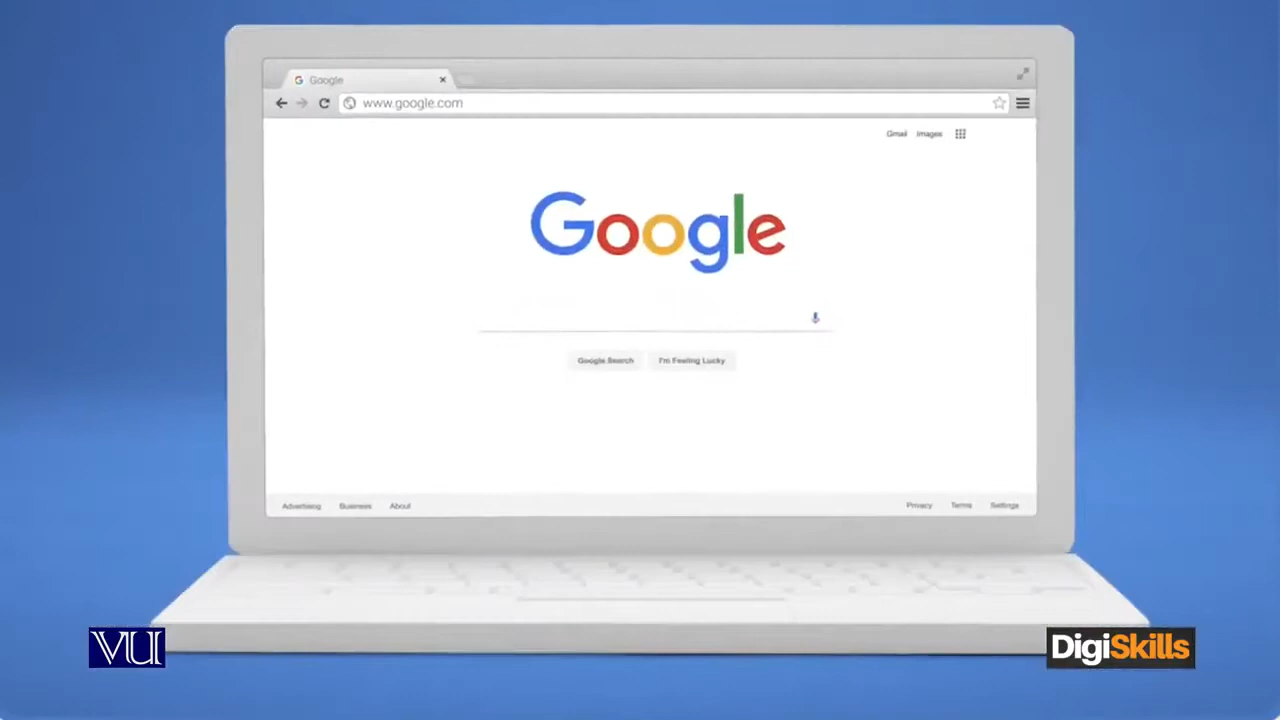 Google
www.google.com
Gmail Images
Google
Google Search I'm Feeling Lucky
Advertising Business About Privacy Terms Settings
VU DigiSkills